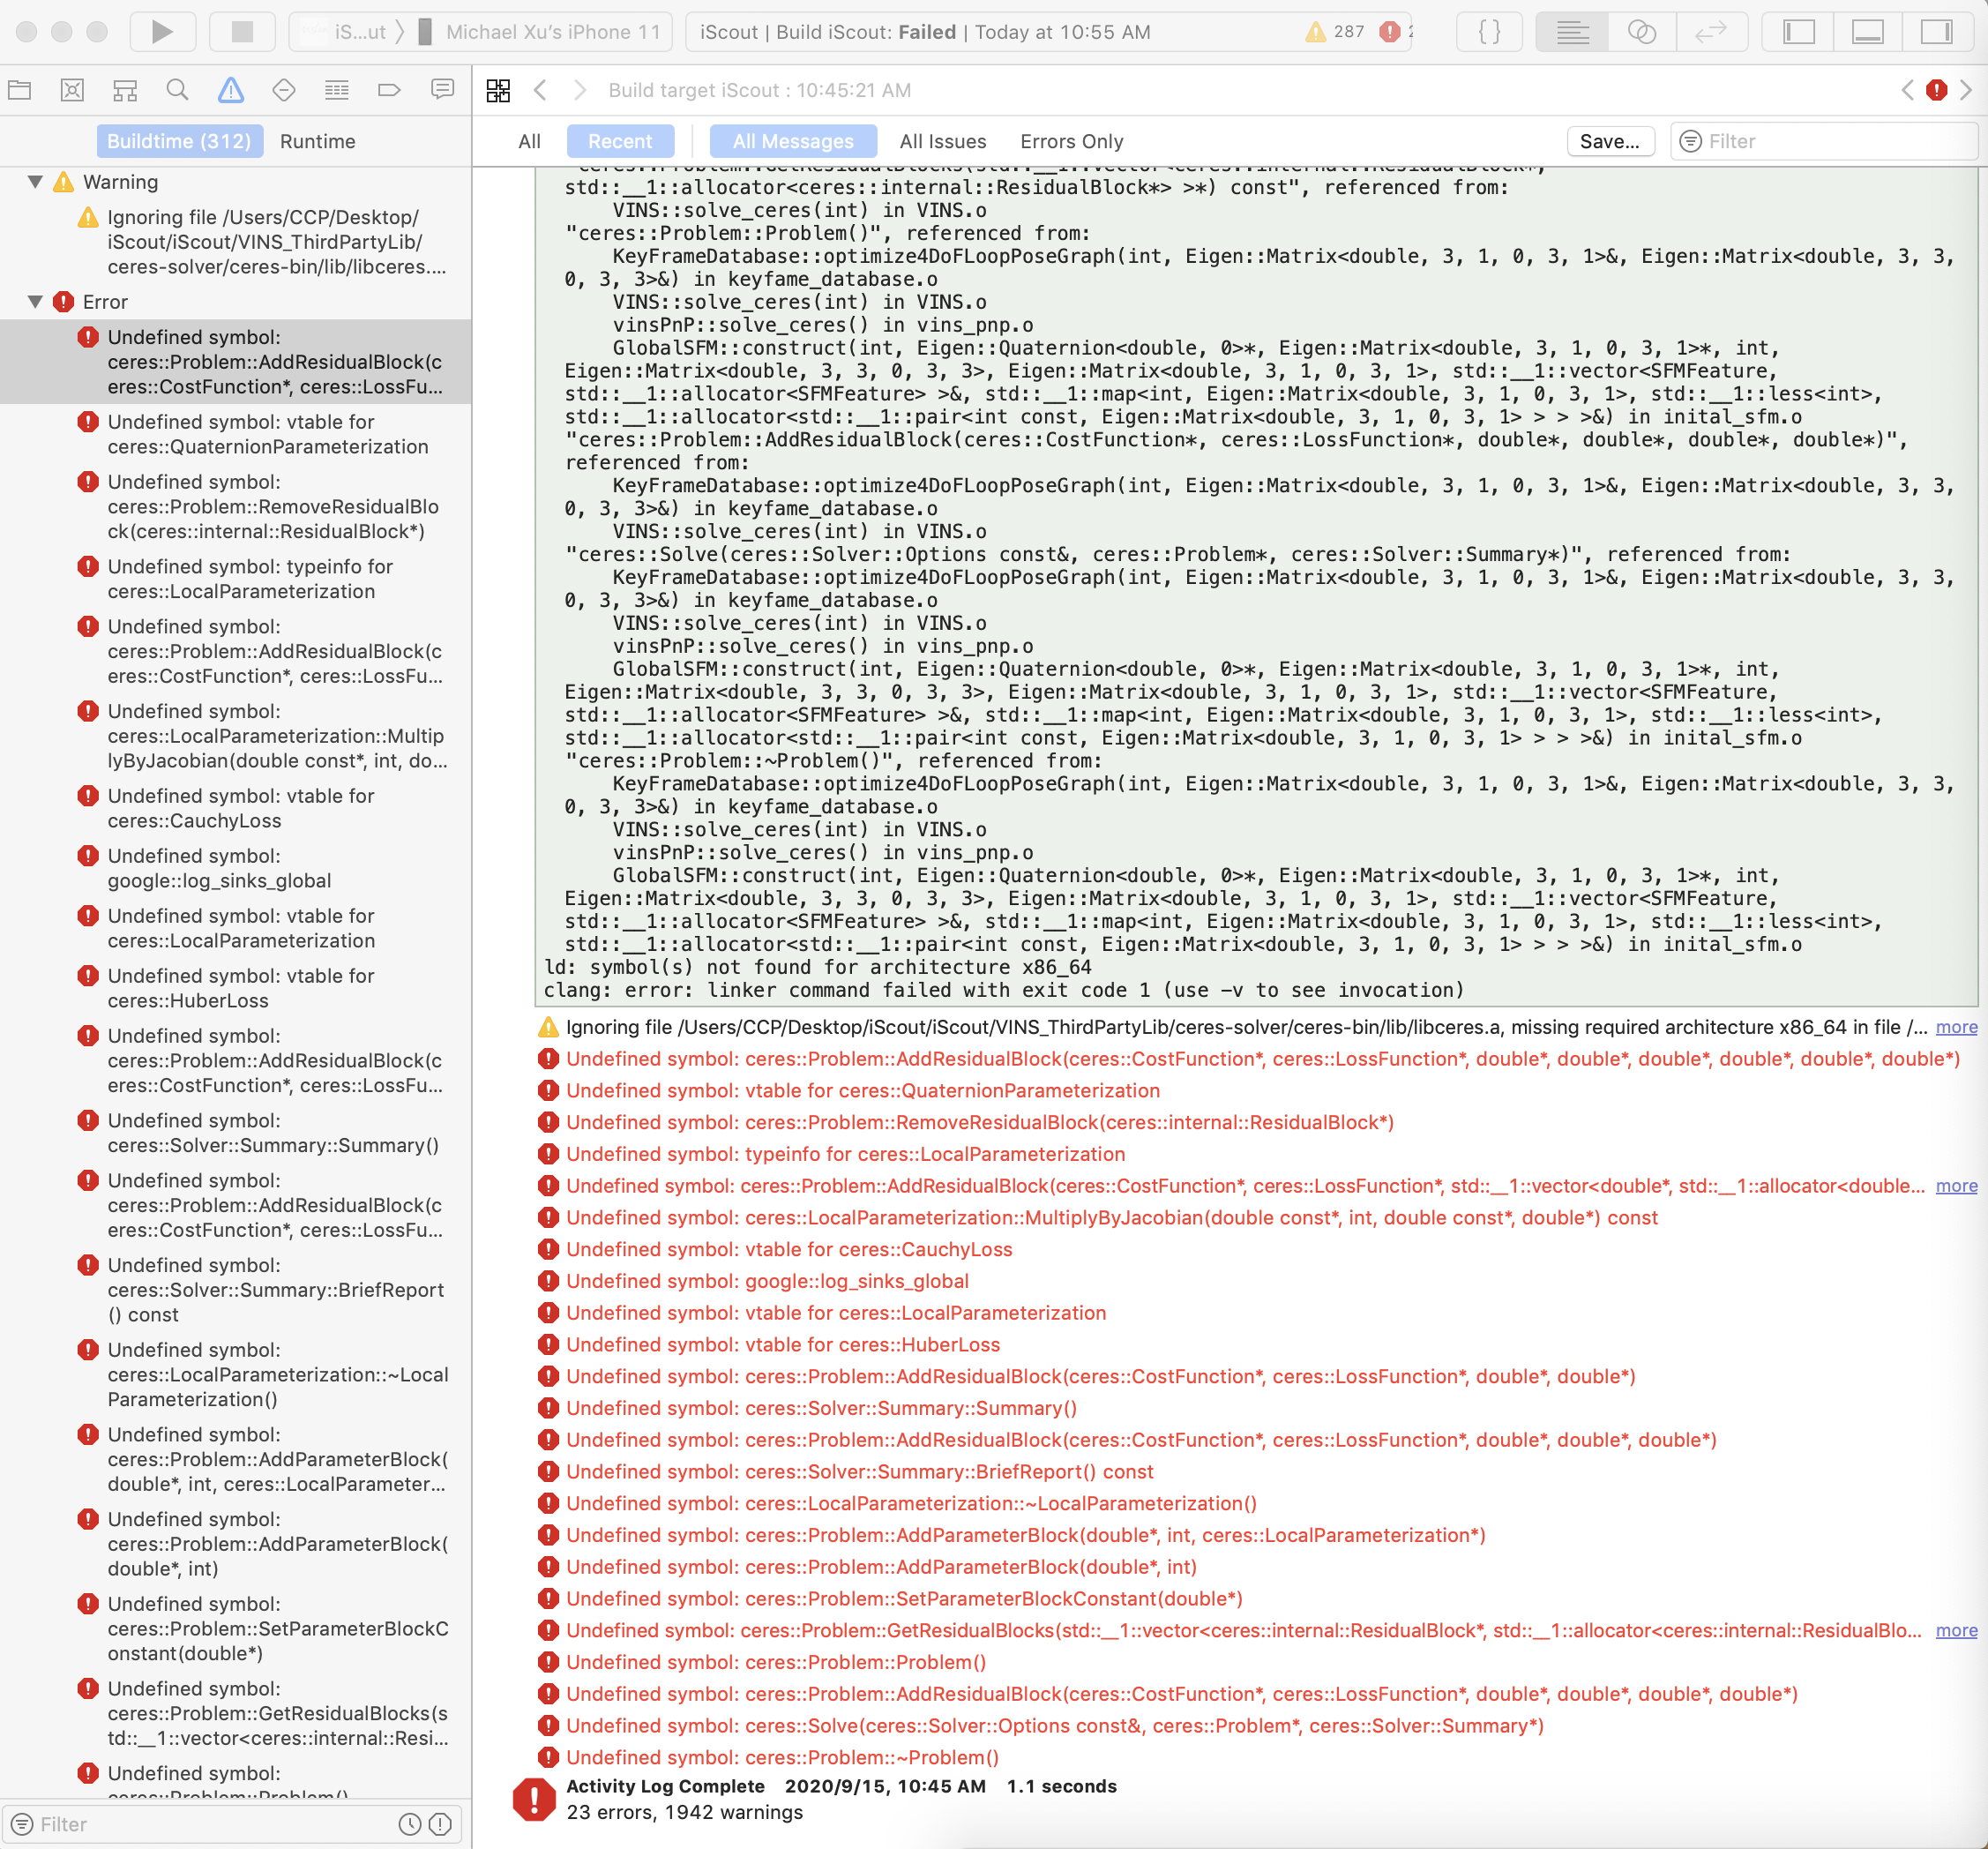 iS...ut
Michael Xu's iPhone 11
iScout | Build iScout: Failed | Today at 10:55 AM
287
{}
Build target iScout : 10:45:21 AM
Buildtime (312)
Runtime
All
Recent
All Messages
All Issues
Errors Only
Save...
Filter
Warning
Ignoring file /Users/CCP/Desktop/
iScout/iScout/VINS_ThirdPartyLib/
ceres-solver/ceres-bin/lib/libceres....
Error
Undefined symbol:
ceres::Problem::AddResidualBlock(c
eres::CostFunction*, ceres::LossFu...
Undefined symbol: vtable for
ceres::QuaternionParameterization
Undefined symbol:
ceres::Problem::RemoveResidualBlo
ck(ceres::internal::ResidualBlock*)
Undefined symbol: typeinfo for
ceres::LocalParameterization
Undefined symbol:
ceres::Problem::AddResidualBlock(c
eres::CostFunction*, ceres::LossFu...
Undefined symbol:
ceres::LocalParameterization::Multip
lyByJacobian(double const*, int, do...
Undefined symbol: vtable for
ceres::CauchyLoss
Undefined symbol:
google::log_sinks_global
Undefined symbol: vtable for
ceres::LocalParameterization
Undefined symbol: vtable for
ceres::HuberLoss
Undefined symbol:
ceres::Problem::AddResidualBlock(c
eres::CostFunction*, ceres::LossFu...
Undefined symbol:
ceres::Solver::Summary::Summary()
Undefined symbol:
ceres::Problem::AddResidualBlock(c
eres::CostFunction*, ceres::LossFu...
Undefined symbol:
ceres::Solver::Summary::BriefReport
() const
Undefined symbol:
ceres::LocalParameterization::~Local
Parameterization()
Undefined symbol:
ceres::Problem::AddParameterBlock(
double*, int, ceres::LocalParameter...
Undefined symbol:
ceres::Problem::AddParameterBlock(
double*, int)
Undefined symbol:
ceres::Problem::SetParameterBlockC
onstant(double*)
Undefined symbol:
ceres::Problem::GetResidualBlocks(s
td::__1::vector<ceres::internal::Resi...
Undefined symbol:
ceres::Problem::Problem()
Filter
"ceres::Problem::GetResidualBlocks(std::__1::vector<ceres::internal::ResidualBlock*,
std::__1::allocator<ceres::internal::ResidualBlock*> >*) const", referenced from:
VINS::solve_ceres(int) in VINS.o
"ceres::Problem::Problem()", referenced from:
KeyFrameDatabase::optimize4DoFLoopPoseGraph(int, Eigen::Matrix<double, 3, 1, 0, 3, 1>&, Eigen::Matrix<double, 3, 3,
0, 3, 3>&) in keyfame_database.o
VINS::solve_ceres(int) in VINS.o
vinsPnP::solve_ceres() in vins_pnp.o
GlobalSFM::construct(int, Eigen::Quaternion<double, 0>*, Eigen::Matrix<double, 3, 1, 0, 3, 1>*, int,
Eigen::Matrix<double, 3, 3, 0, 3, 3>, Eigen::Matrix<double, 3, 1, 0, 3, 1>, std::__1::vector<SFMFeature,
std::__1::allocator<SFMFeature> >&, std::__1::map<int, Eigen::Matrix<double, 3, 1, 0, 3, 1>, std::__1::less<int>,
std::__1::allocator<std::__1::pair<int const, Eigen::Matrix<double, 3, 1, 0, 3, 1> > > >&) in inital_sfm.o
"ceres::Problem::AddResidualBlock(ceres::CostFunction*, ceres::LossFunction*, double*, double*, double*, double*)",
referenced from:
KeyFrameDatabase::optimize4DoFLoopPoseGraph(int, Eigen::Matrix<double, 3, 1, 0, 3, 1>&, Eigen::Matrix<double, 3, 3,
0, 3, 3>&) in keyfame_database.o
VINS::solve_ceres(int) in VINS.o
"ceres::Solve(ceres::Solver::Options const&, ceres::Problem*, ceres::Solver::Summary*)", referenced from:
KeyFrameDatabase::optimize4DoFLoopPoseGraph(int, Eigen::Matrix<double, 3, 1, 0, 3, 1>&, Eigen::Matrix<double, 3, 3,
0, 3, 3>&) in keyfame_database.o
VINS::solve_ceres(int) in VINS.o
vinsPnP::solve_ceres() in vins_pnp.o
GlobalSFM::construct(int, Eigen::Quaternion<double, 0>*, Eigen::Matrix<double, 3, 1, 0, 3, 1>*, int,
Eigen::Matrix<double, 3, 3, 0, 3, 3>, Eigen::Matrix<double, 3, 1, 0, 3, 1>, std::__1::vector<SFMFeature,
std::__1::allocator<SFMFeature> >&, std::__1::map<int, Eigen::Matrix<double, 3, 1, 0, 3, 1>, std::__1::less<int>,
std::__1::allocator<std::__1::pair<int const, Eigen::Matrix<double, 3, 1, 0, 3, 1> > > >&) in inital_sfm.o
"ceres::Problem::~Problem()", referenced from:
KeyFrameDatabase::optimize4DoFLoopPoseGraph(int, Eigen::Matrix<double, 3, 1, 0, 3, 1>&, Eigen::Matrix<double, 3, 3,
0, 3, 3>&) in keyfame_database.o
VINS::solve_ceres(int) in VINS.o
vinsPnP::solve_ceres() in vins_pnp.o
GlobalSFM::construct(int, Eigen::Quaternion<double, 0>*, Eigen::Matrix<double, 3, 1, 0, 3, 1>*, int,
Eigen::Matrix<double, 3, 3, 0, 3, 3>, Eigen::Matrix<double, 3, 1, 0, 3, 1>, std::__1::vector<SFMFeature,
std::__1::allocator<SFMFeature> >&, std::__1::map<int, Eigen::Matrix<double, 3, 1, 0, 3, 1>, std::__1::less<int>,
std::__1::allocator<std::__1::pair<int const, Eigen::Matrix<double, 3, 1, 0, 3, 1> > > >&) in inital_sfm.o
ld: symbol(s) not found for architecture x86_64
clang: error: linker command failed with exit code 1 (use -v to see invocation)
Ignoring file /Users/CCP/Desktop/iScout/iScout/VINS_ThirdPartyLib/ceres-solver/ceres-bin/lib/libceres.a, missing required architecture x86_64 in file /... more
Undefined symbol: ceres::Problem::AddResidualBlock(ceres::CostFunction*, ceres::LossFunction*, double*, double*, double*, double*, double*, double*)
Undefined symbol: vtable for ceres::QuaternionParameterization
Undefined symbol: ceres::Problem::RemoveResidualBlock(ceres::internal::ResidualBlock*)
Undefined symbol: typeinfo for ceres::LocalParameterization
Undefined symbol: ceres::Problem::AddResidualBlock(ceres::CostFunction*, ceres::LossFunction*, std::__1::vector<double*, std::__1::allocator<double... more
Undefined symbol: ceres::LocalParameterization::MultiplyByJacobian(double const*, int, double const*, double*) const
Undefined symbol: vtable for ceres::CauchyLoss
Undefined symbol: google::log_sinks_global
Undefined symbol: vtable for ceres::LocalParameterization
Undefined symbol: vtable for ceres::HuberLoss
Undefined symbol: ceres::Problem::AddResidualBlock(ceres::CostFunction*, ceres::LossFunction*, double*, double*)
Undefined symbol: ceres::Solver::Summary::Summary()
Undefined symbol: ceres::Problem::AddResidualBlock(ceres::CostFunction*, ceres::LossFunction*, double*, double*, double*)
Undefined symbol: ceres::Solver::Summary::BriefReport() const
Undefined symbol: ceres::LocalParameterization::~LocalParameterization()
Undefined symbol: ceres::Problem::AddParameterBlock(double*, int, ceres::LocalParameterization*)
Undefined symbol: ceres::Problem::AddParameterBlock(double*, int)
Undefined symbol: ceres::Problem::SetParameterBlockConstant(double*)
Undefined symbol: ceres::Problem::GetResidualBlocks(std::__1::vector<ceres::internal::ResidualBlock*, std::__1::allocator<ceres::internal::ResidualBlo... more
Undefined symbol: ceres::Problem::Problem()
Undefined symbol: ceres::Problem::AddResidualBlock(ceres::CostFunction*, ceres::LossFunction*, double*, double*, double*, double*)
Undefined symbol: ceres::Solve(ceres::Solver::Options const&, ceres::Problem*, ceres::Solver::Summary*)
Undefined symbol: ceres::Problem::~Problem()
Activity Log Complete 2020/9/15, 10:45 AM 1.1 seconds
23 errors, 1942 warnings